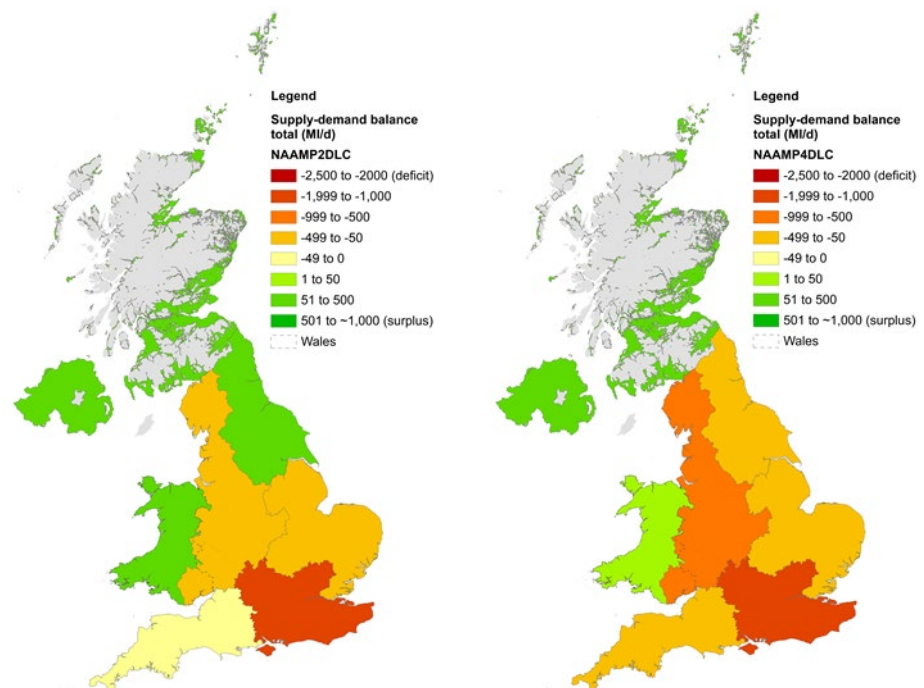 Legend
Supply-demand balance
total (Ml/d)
NAAMP2DLC
-2,500 to -2000 (deficit)
-1,999 to -1,000
-999 to -500
-499 to -50
-49 to 0
1 to 50
51 to 500
501 to ~1,000 (surplus)
Wales
Legend
Supply-demand balance
total (Ml/d)
NAAMP4DLC
-2,500 to -2000 (deficit)
-1,999 to -1,000
-999 to -500
-499 to -50
-49 to 0
1 to 50
51 to 500
501 to ~1,000 (surplus)
Wales